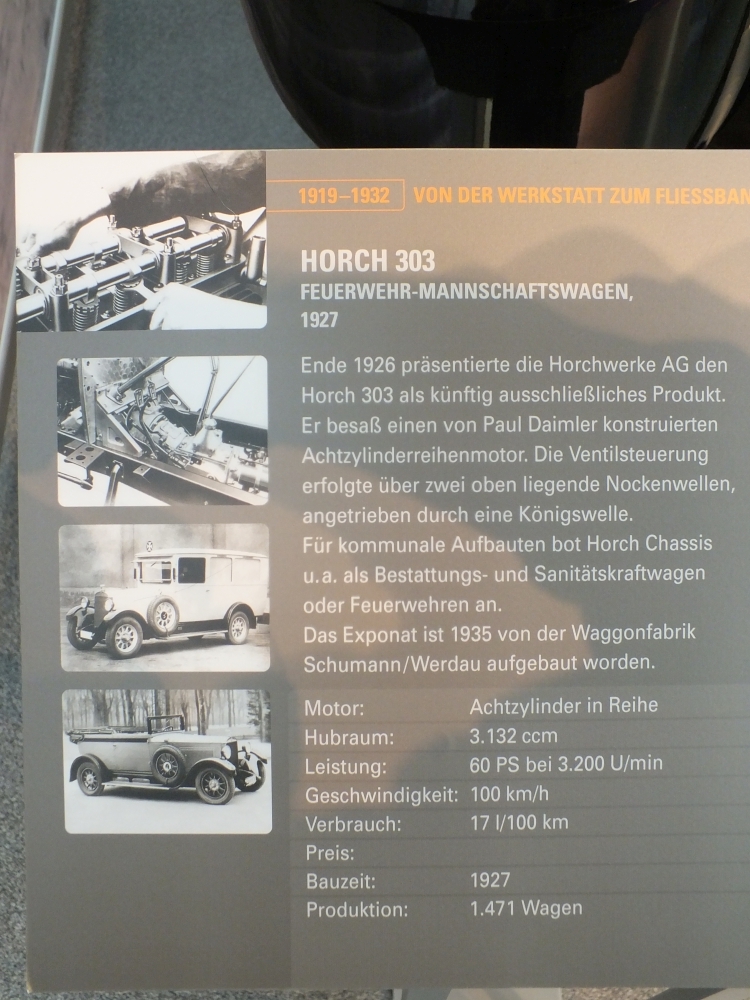 1919–1932 VON DER WERKSTATT ZUM FLIESSBAN
HORCH 303
FEUERWEHR-MANNSCHAFTSWAGEN,
1927
Ende 1926 präsentierte die Horchwerke AG den
Horch 303 als künftig ausschließliches Produkt.
Er besaß einen von Paul Daimler konstruierten
Achtzylinderreihenmotor. Die Ventilsteuerung
erfolgte über zwei oben liegende Nockenwellen,
angetrieben durch eine Königswelle.
Für kommunale Aufbauten bot Horch Chassis
u.a. als Bestattungs- und Sanitätskraftwagen
oder Feuerwehren an.
Das Exponat ist 1935 von der Waggonfabrik
Schumann/Werdau aufgebaut worden.
Motor: Achtzylinder in Reihe
Hubraum: 3.132 ccm
Leistung: 60 PS bei 3.200 U/min
Geschwindigkeit: 100 km/h
Verbrauch: 17 l/100 km
Preis:
Bauzeit: 1927
Produktion: 1.471 Wagen